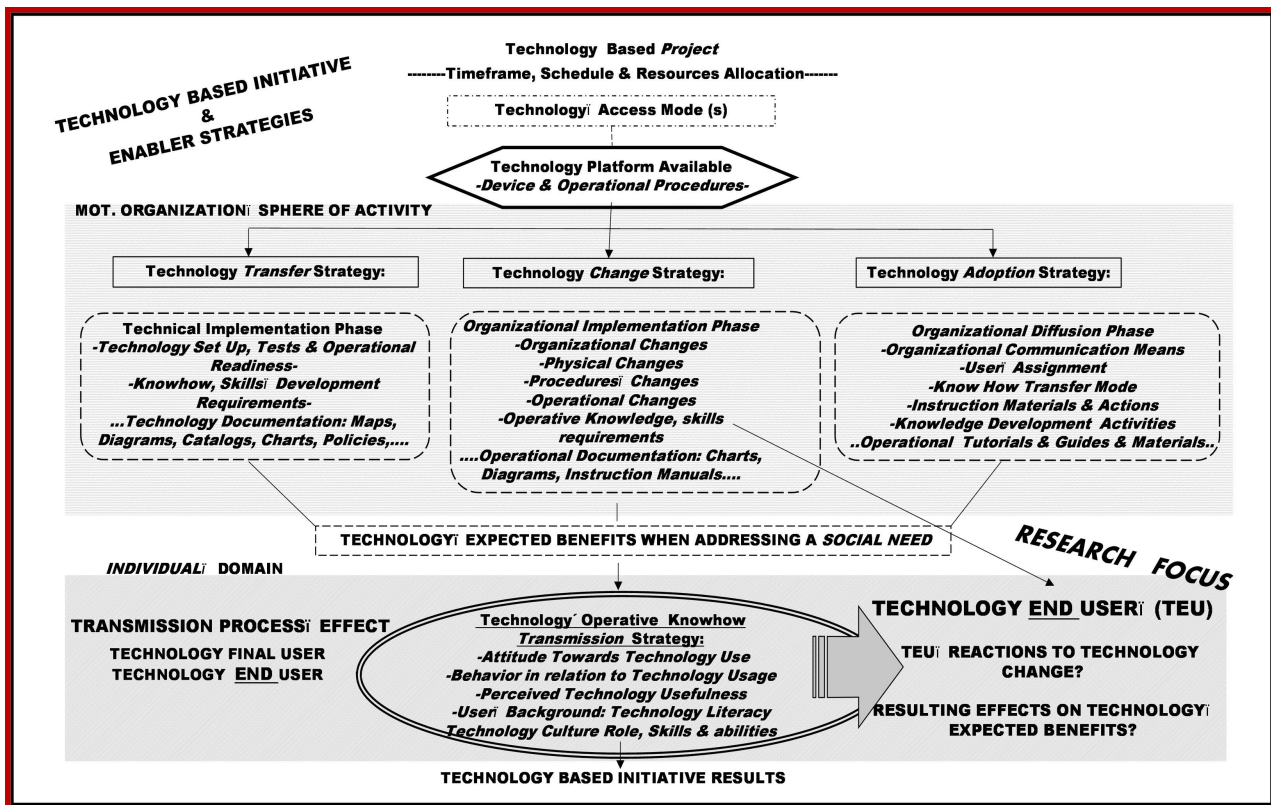 TECHNOLOGY BASED INITIATIVE
&
ENABLER STRATEGIES
Technology Based Project
--------Timeframe, Schedule & Resources Allocation-------
Technologyï Access Mode (s)
Technology Platform Available
-Device & Operational Procedures-
MOT. ORGANIZATIONï SPHERE OF ACTIVITY
Technology Transfer Strategy:
Technical Implementation Phase
-Technology Set Up, Tests & Operational
Readiness-
-Knowhow, Skillsï Development
Requirements-
...Technology Documentation: Maps,
Diagrams, Catalogs, Charts, Policies,....
Technology Change Strategy:
Organizational Implementation Phase
-Organizational Changes
-Physical Changes
-Proceduresï Changes
-Operational Changes
-Operative Knowledge, skills
requirements
....Operational Documentation: Charts,
Diagrams, Instruction Manuals....
Technology Adoption Strategy:
Organizational Diffusion Phase
-Organizational Communication Means
-Userï Assignment
-Know How Transfer Mode
-Instruction Materials & Actions
-Knowledge Development Activities
..Operational Tutorials & Guides & Materials..
TECHNOLOGYï EXPECTED BENEFITS WHEN ADDRESSING A SOCIAL NEED
RESEARCH FOCUS
INDIVIDUALï DOMAIN
TRANSMISSION PROCESSï EFFECT
TECHNOLOGY FINAL USER
TECHNOLOGY END USER
Technology´ Operative Knowhow
Transmission Strategy:
-Attitude Towards Technology Use
-Behavior in relation to Technology Usage
-Perceived Technology Usefulness
-Userï Background: Technology Literacy
Technology Culture Role, Skills & abilities
TECHNOLOGY END USERï (TEU)
TEUï REACTIONS TO TECHNOLOGY
CHANGE?
RESULTING EFFECTS ON TECHNOLOGYï
EXPECTED BENEFITS?
TECHNOLOGY BASED INITIATIVE RESULTS